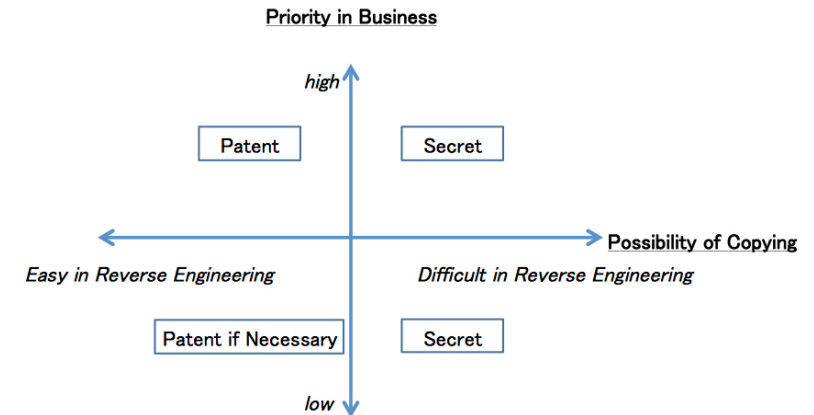 Priority in Business
high
Patent
Secret
Possibility of Copying
Easy in Reverse Engineering
Difficult in Reverse Engineering
Patent if Necessary
Secret
low